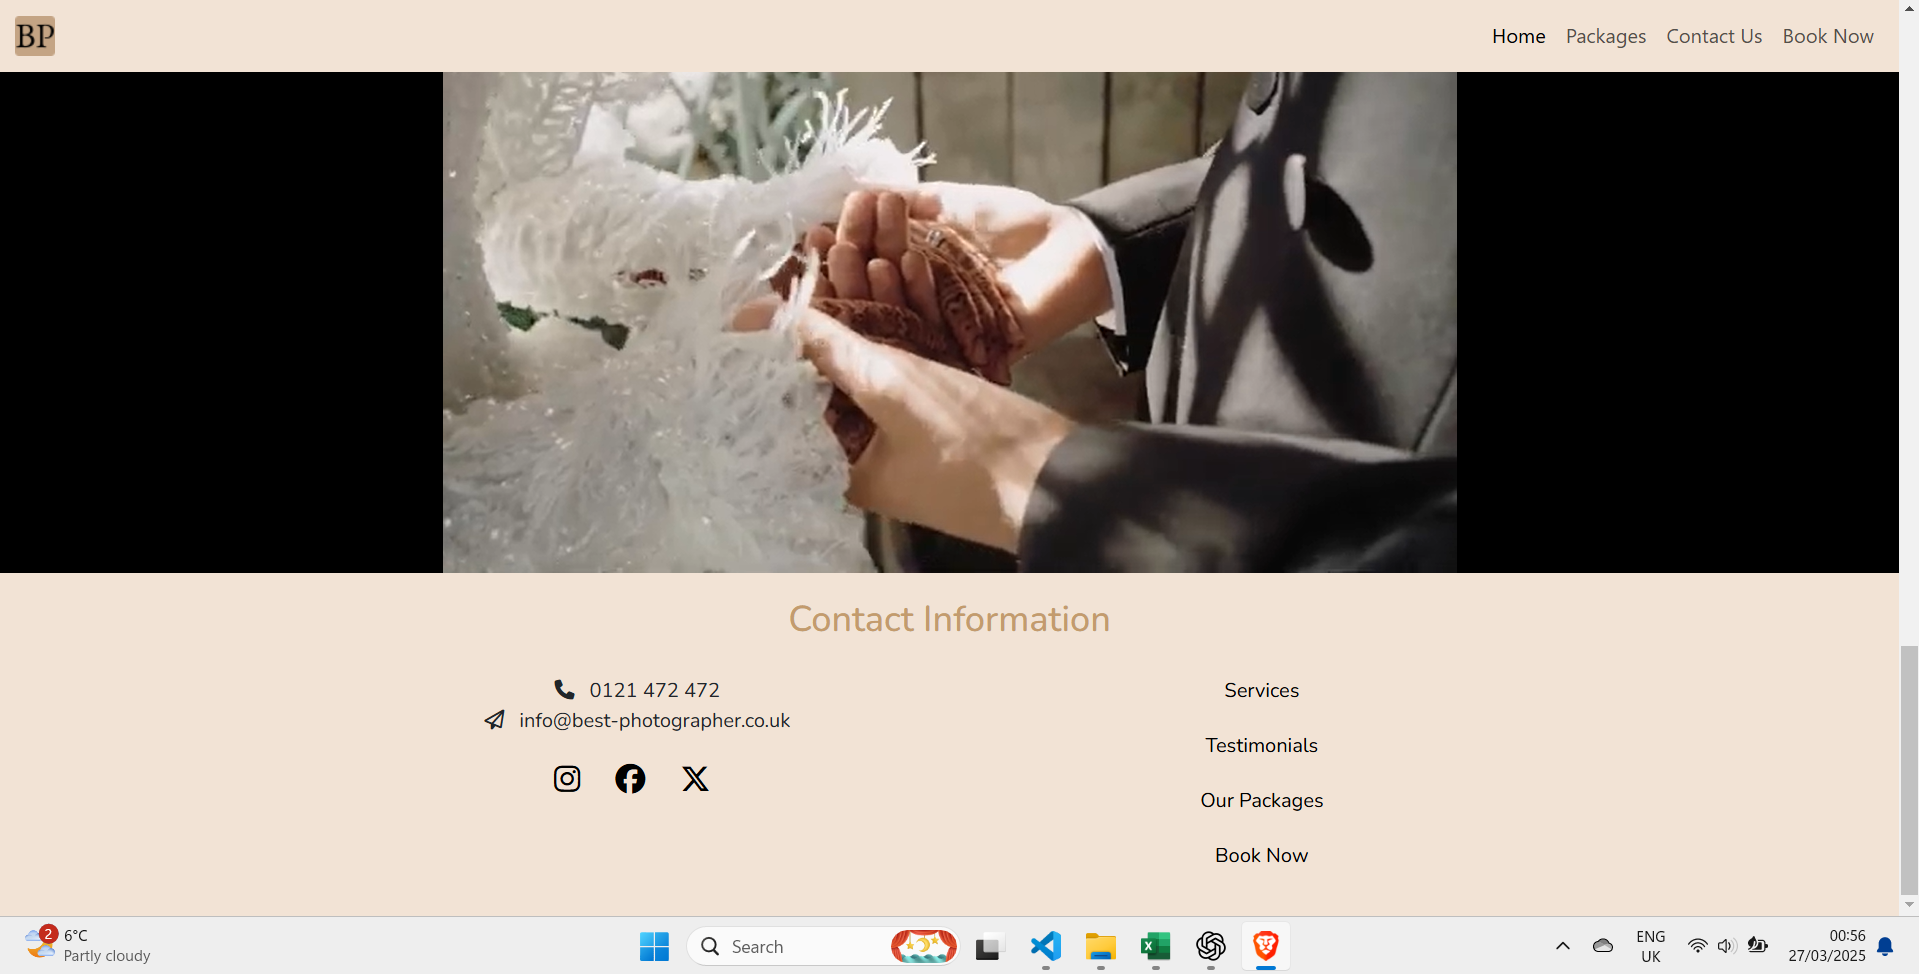 BP
Home Packages Contact Us Book Now
Contact Information
0121 472 472
info@best-photographer.co.uk
Services
Testimonials
Our Packages
Book Now
2
6°C
Partly cloudy
Search
X
ENG
UK
00:56
27/03/2025